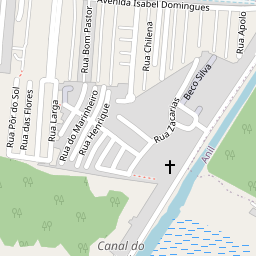 Avenida Isabel Domingues
Rua Bom Pastor
Rua Chilena
Rua Apolo
Beco Silva
Rua Pôr do Sol
Rua das Flores
Rua Larga
Rua do Marinheiro
Rua Henrique
Rua Zacarias
Anil
Canal do